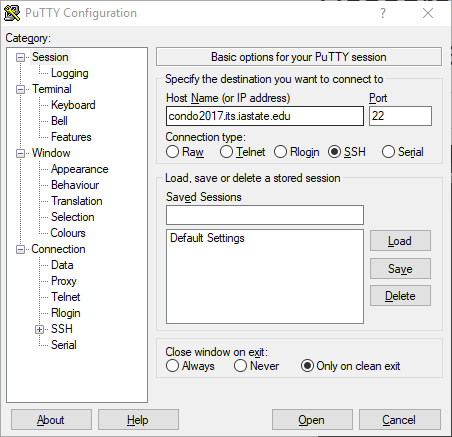 PuTTY Configuration ? ×
Category:
Session
Logging
Terminal
Keyboard
Bell
Features
Window
Appearance
Behaviour
Translation
Selection
Colours
Connection
Data
Proxy
Telnet
Rlogin
SSH
Serial
Basic options for your PuTTY session
Specify the destination you want to connect to
Host Name (or IP address) Port
condo2017.its.iastate.edu 22
Connection type:
Raw Telnet Rlogin SSH Serial
Load, save or delete a stored session
Saved Sessions
Default Settings
Load
Save
Delete
Close window on exit:
Always Never Only on clean exit
About Help Open Cancel